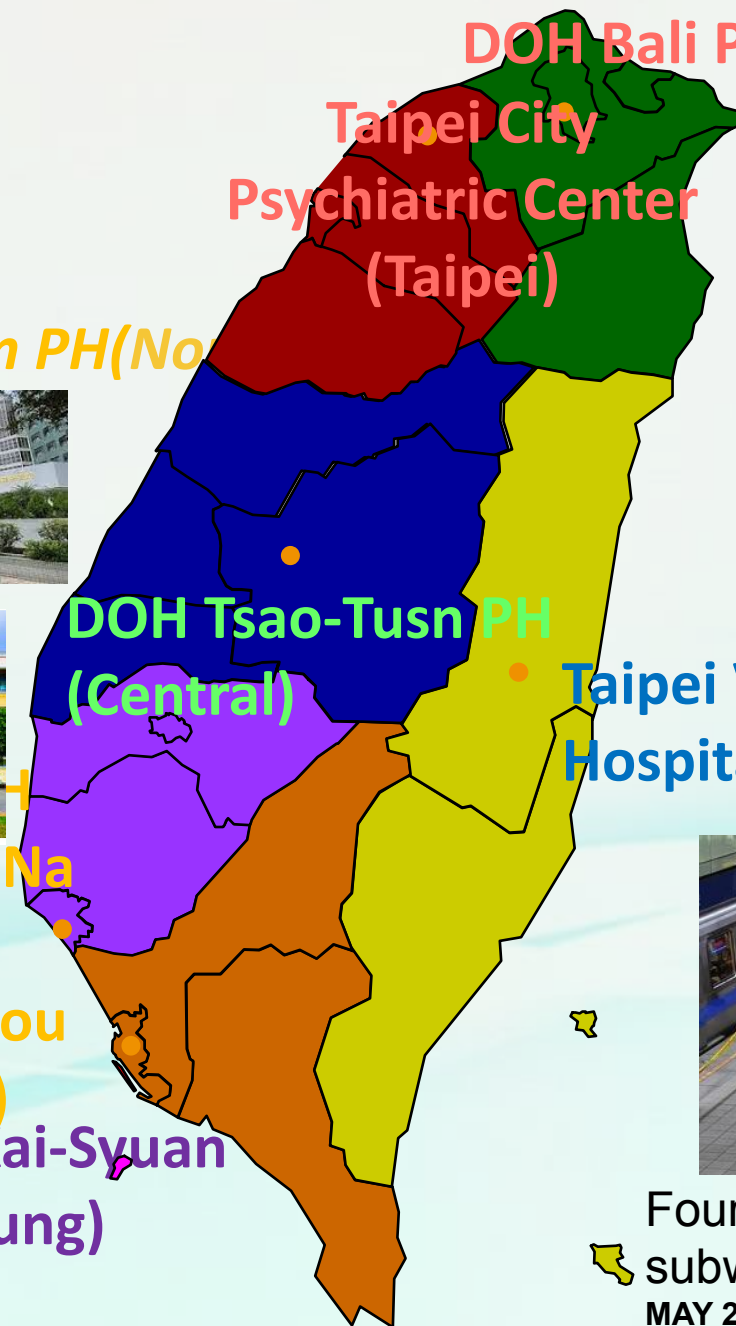 DOH Bali P
Taipei City
Psychiatric Center
(Taipei)
n PH(No
DOH Tsao-Tusn PH
(Central)
Taipei V
Hospita
H
Na
ou
)
ai-Syuan
ung)
Four
subw
MAY 2